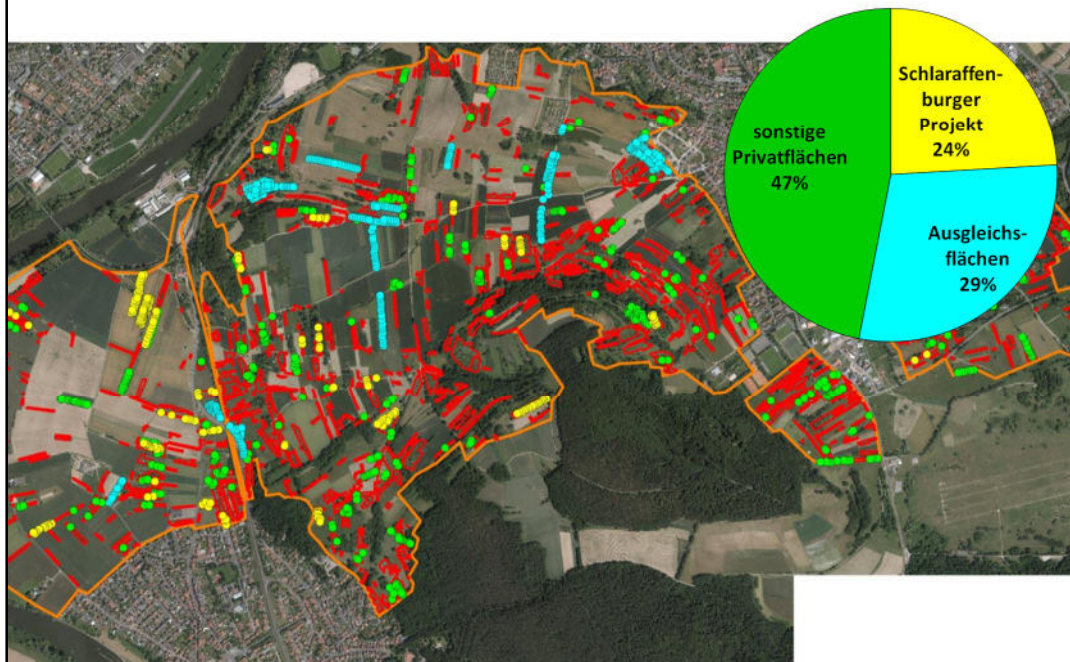 Schlaraffen-
burger
Projekt
24%
sonstige
Privatflächen
47%
Ausgleichs-
flächen
29%